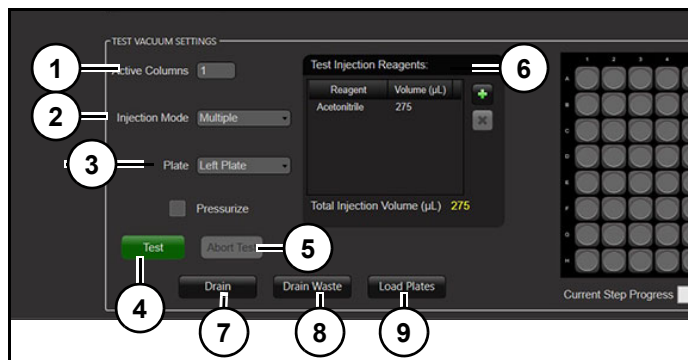 TEST VACUUM SETTINGS
1
Active Columns 1
2
Injection Mode Multiple
3
Plate Left Plate
Pressurize
Test Abort Test
4
5
Test Injection Reagents:
6
Reagent Volume (µL)
Acetonitrile 275
Total Injection Volume (µL) 275
Drain Drain Waste Load Plates
7 8 9
1 2 3 4
A
B
C
D
E
F
G
H
Current Step Progress